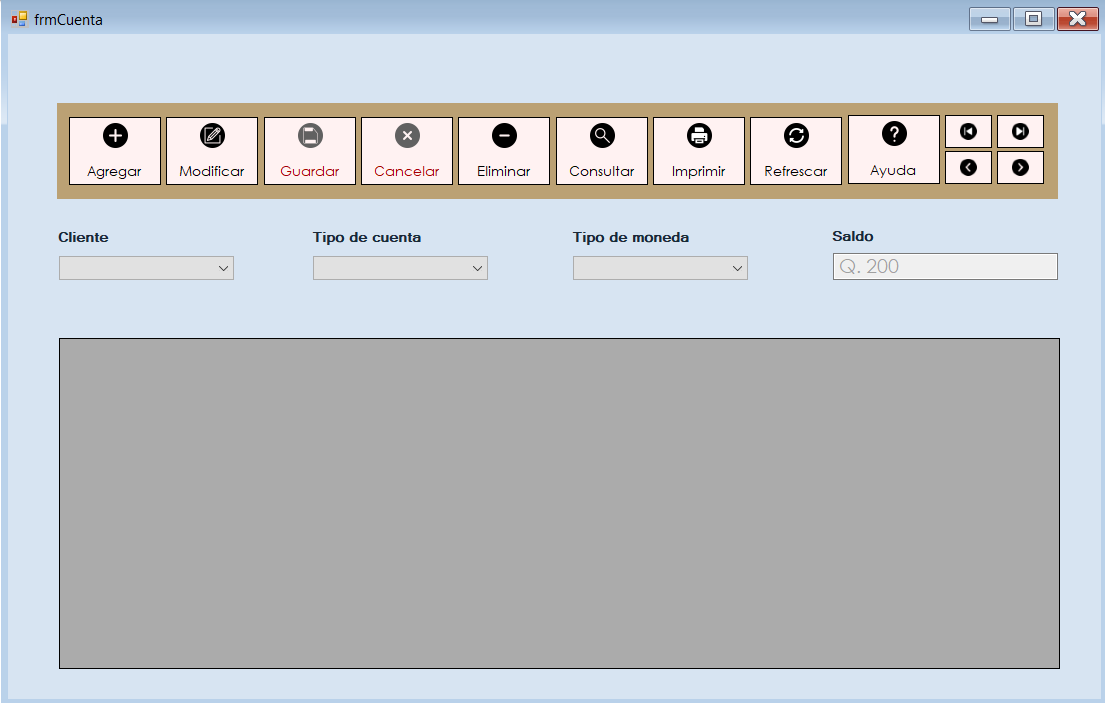 frmCuenta
Agregar Modificar Guardar Cancelar Eliminar Consultar Imprimir Refrescar Ayuda
Cliente Tipo de cuenta Tipo de moneda Saldo
Q. 200